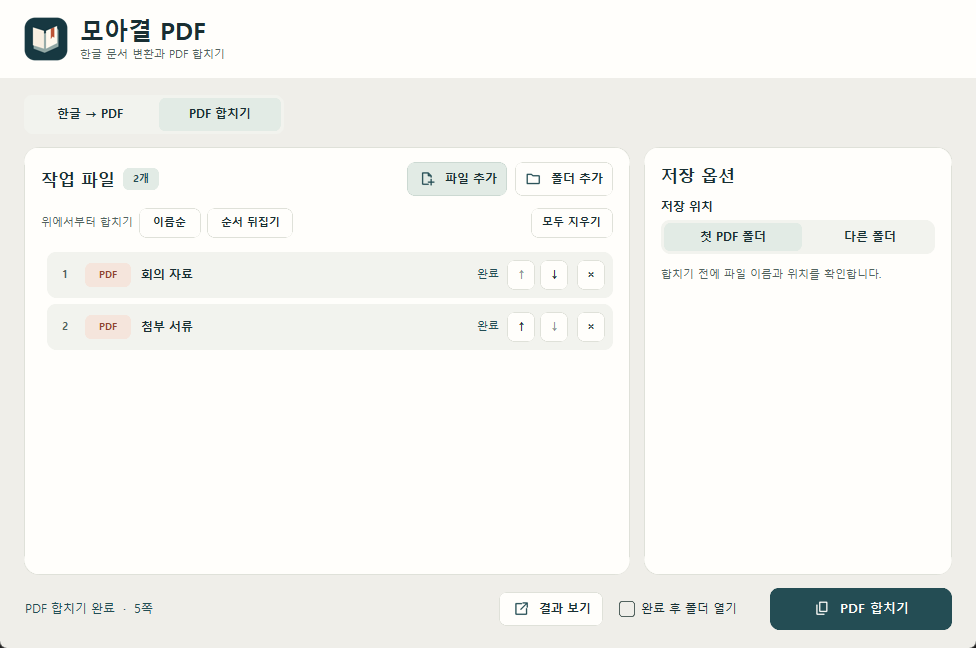 모아결 PDF
한글 문서 변환과 PDF 합치기
한글 → PDF
PDF 합치기
작업 파일
2개
파일 추가
폴더 추가
위에서부터 합치기
이름순
순서 뒤집기
모두 지우기
1 PDF 회의 자료 완료 ↑ ↓ ×
2 PDF 첨부 서류 완료 ↑ ↓ ×
저장 옵션
저장 위치
첫 PDF 폴더
다른 폴더
합치기 전에 파일 이름과 위치를 확인합니다.
PDF 합치기 완료 · 5쪽
결과 보기
완료 후 폴더 열기
PDF 합치기